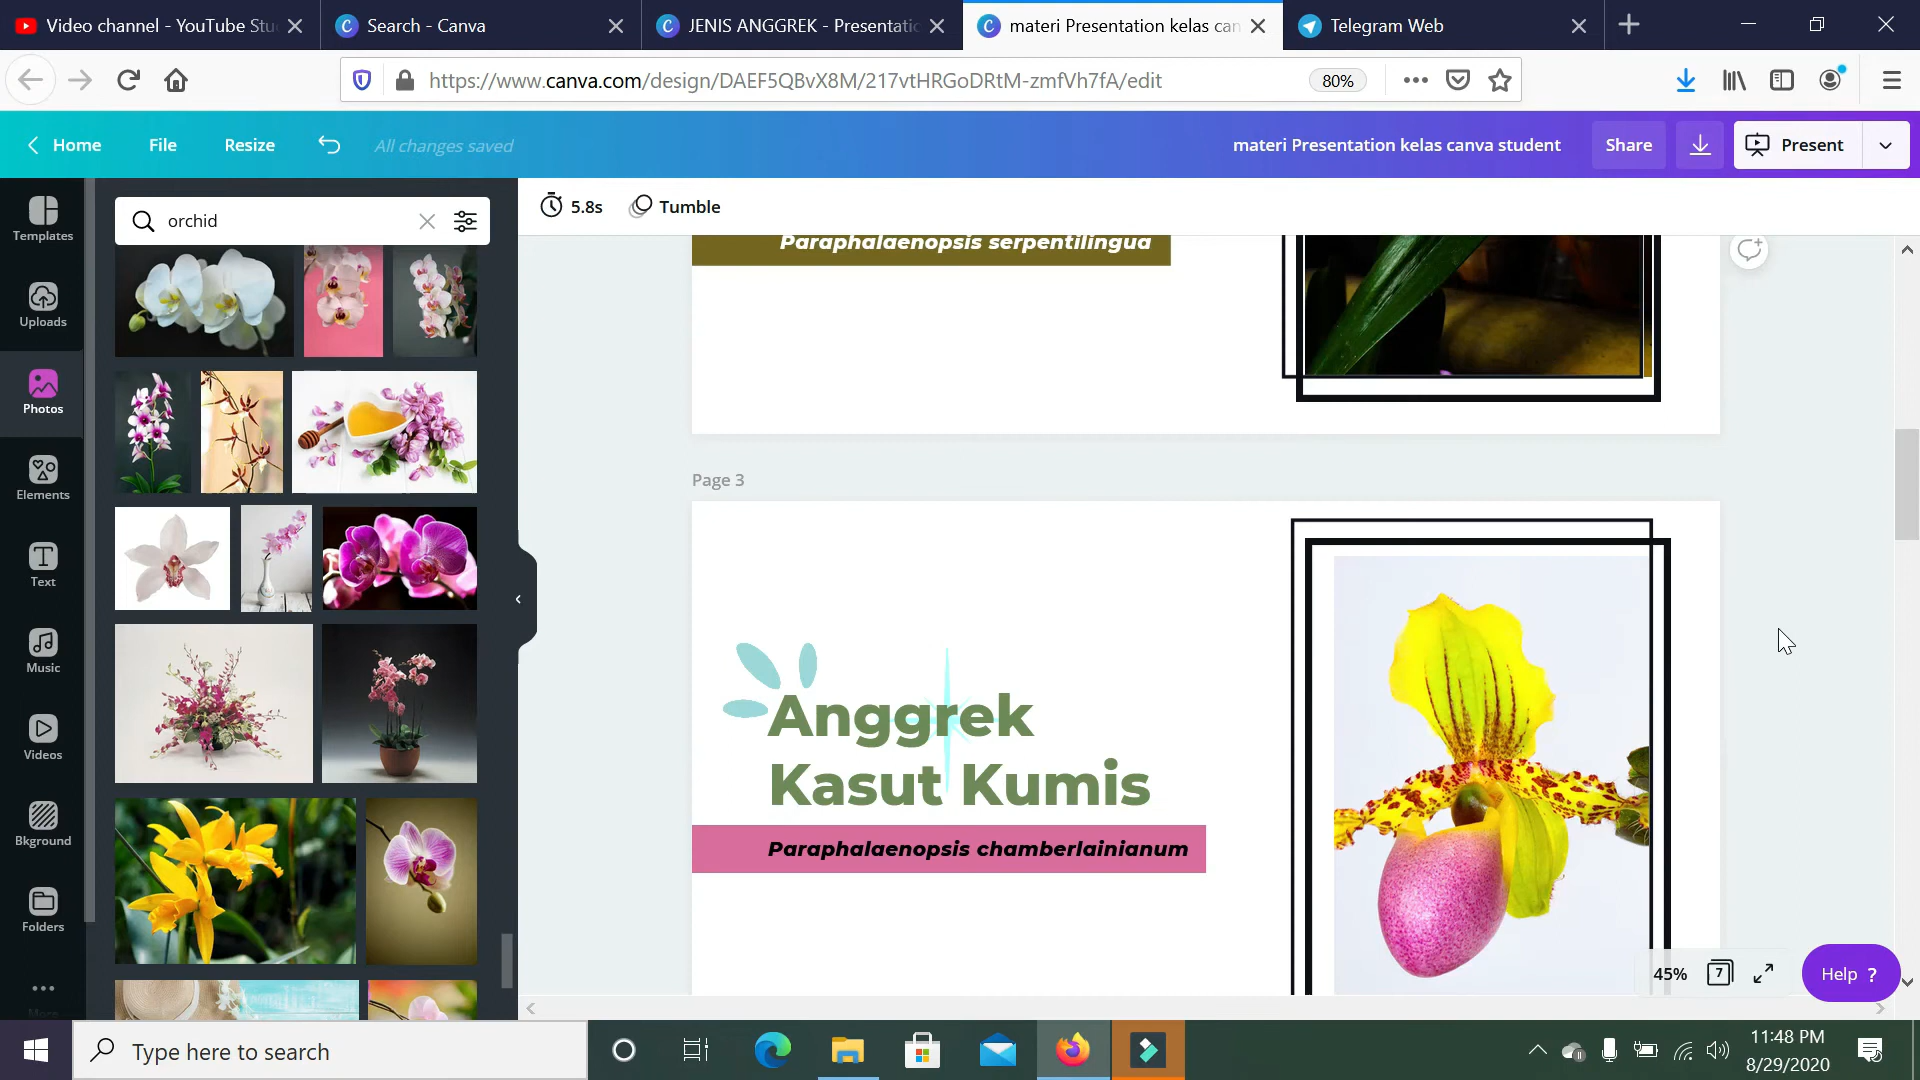 Video channel - YouTube Stu
Search - Canva
JENIS ANGGREK - Presentatio
materi Presentation kelas can
Telegram Web
https://www.canva.com/design/DAEF5QBvX8M/217vtHRGoDRtM-zmfVh7fA/edit
80%
Home
File
Resize
All changes saved
materi Presentation kelas canva student
Share
Present
Templates
Uploads
Photos
Elements
Text
Music
Videos
Bkground
Folders
More
orchid
5.8s
Tumble
Paraphalaenopsis serpentilingua
Page 3
Anggrek
Kasut Kumis
Paraphalaenopsis chamberlainianum
45%
7
Help ?
Type here to search
11:48 PM
8/29/2020